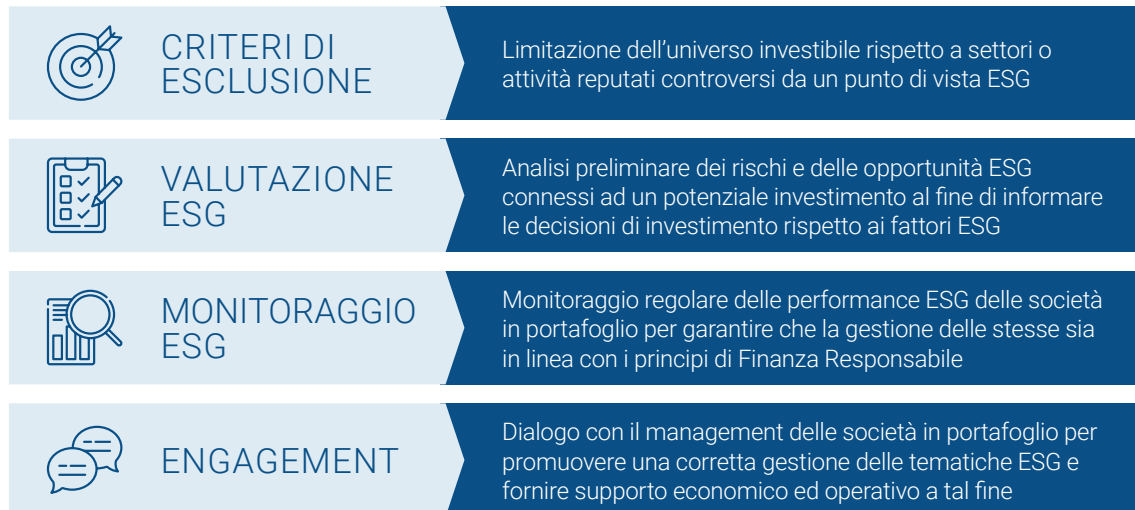 CRITERI DI
ESCLUSIONE
Limitazione dell'universo investibile rispetto a settori o
attività reputati controversi da un punto di vista ESG
VALUTAZIONE
ESG
Analisi preliminare dei rischi e delle opportunità ESG
connessi ad un potenziale investimento al fine di informare
le decisioni di investimento rispetto ai fattori ESG
MONITORAGGIO
ESG
Monitoraggio regolare delle performance ESG delle società
in portafoglio per garantire che la gestione delle stesse sia
in linea con i principi di Finanza Responsabile
ENGAGEMENT
Dialogo con il management delle società in portafoglio per
promuovere una corretta gestione delle tematiche ESG e
fornire supporto economico ed operativo a tal fine